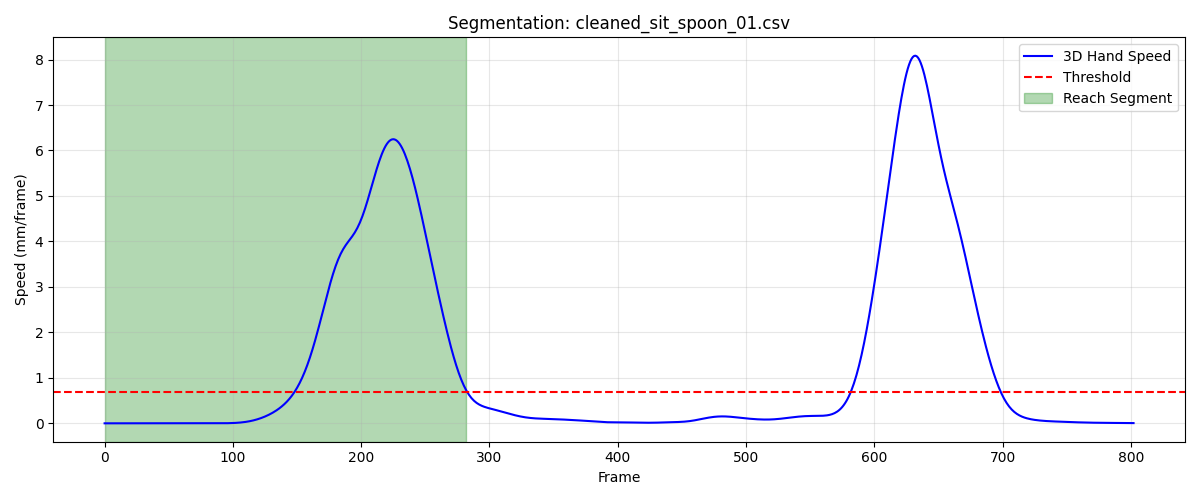 Segmentation: cleaned_sit_spoon_01.csv
3D Hand Speed
Threshold
Reach Segment
Speed (mm/frame)
8
7
6
5
4
3
2
1
0
0 100 200 300 400 500 600 700 800
Frame